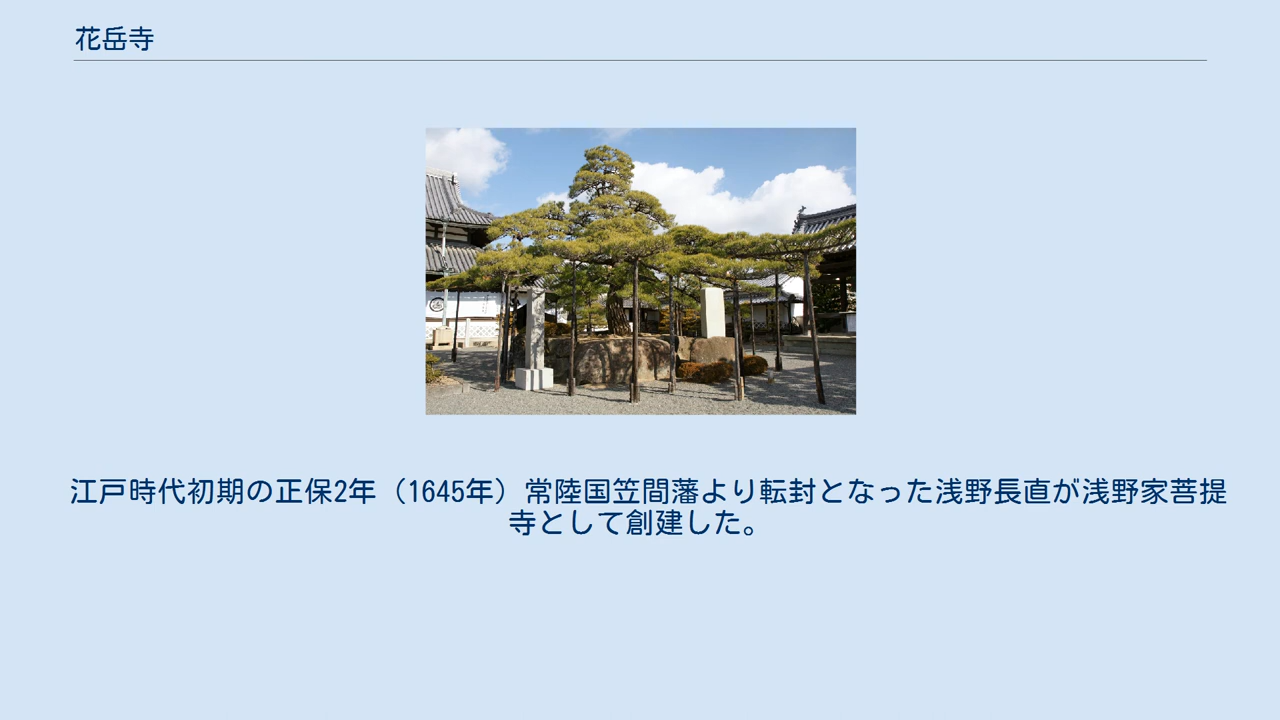 花岳寺
江戸時代初期の正保2年（1645年）常陸国笠間藩より転封となった浅野長直が浅野家菩提
寺として創建した。